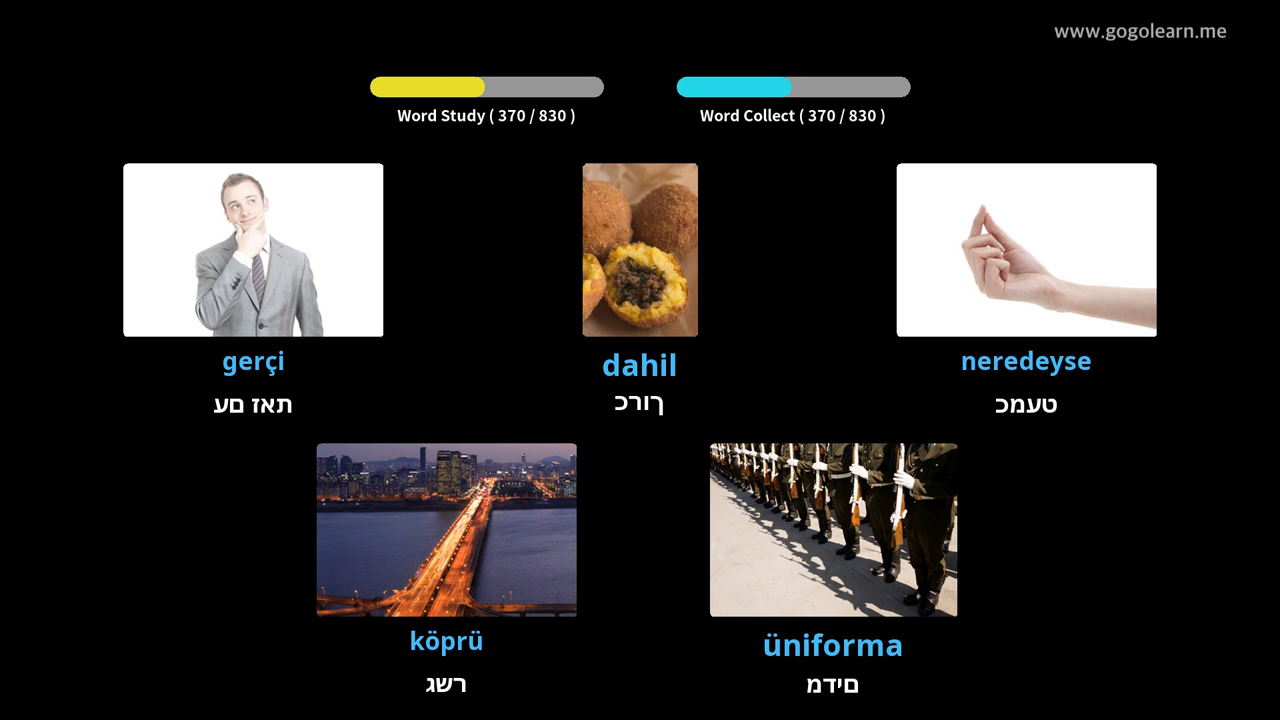 www.gogolearn.me
Word Study ( 370 / 830 )
Word Collect ( 370 / 830 )
gerçi
תאז םע
dahil
ךורכ
neredeyse
טעמכ
köprü
רשג
üniforma
םידמ